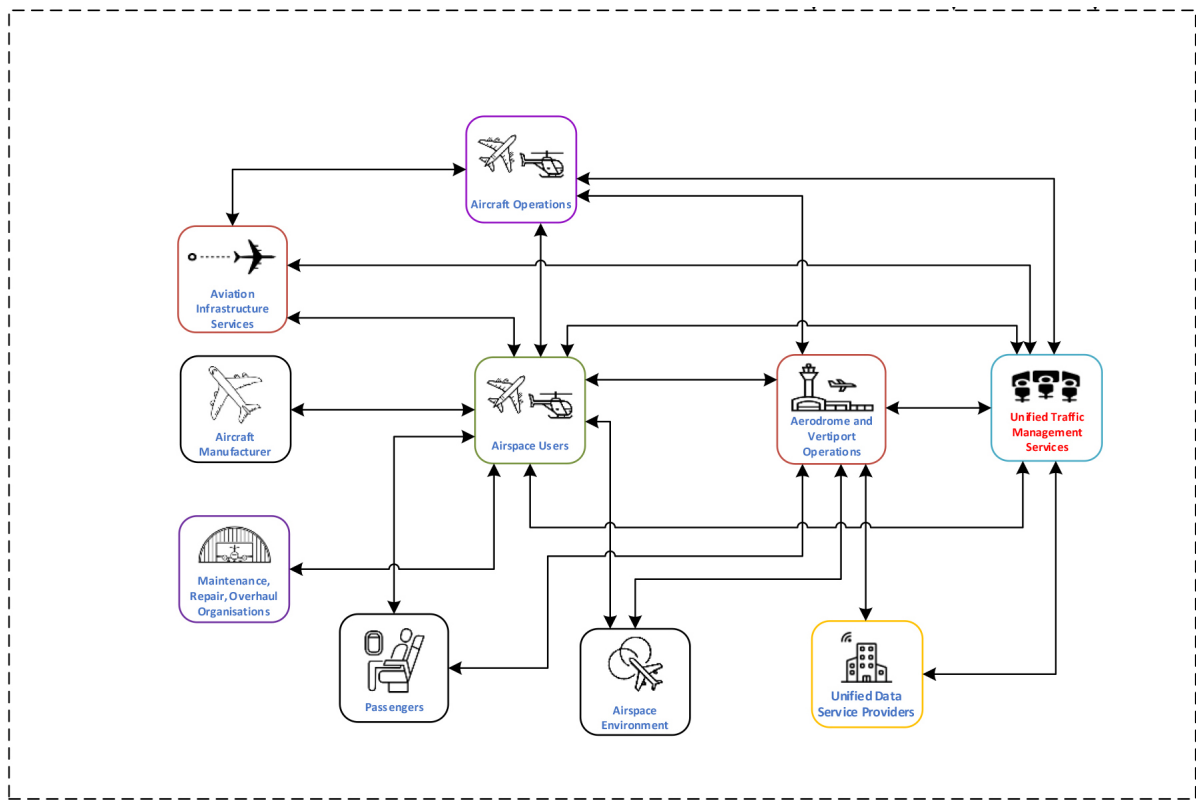 Aircraft Operations
Aviation
Infrastructure
Services
Aircraft
Manufacturer
Airspace Users
Aerodrome and
Vertiport
Operations
Unified Traffic
Management
Services
Maintenance,
Repair, Overhaul
Organisations
Passengers
Airspace
Environment
Unified Data
Service Providers